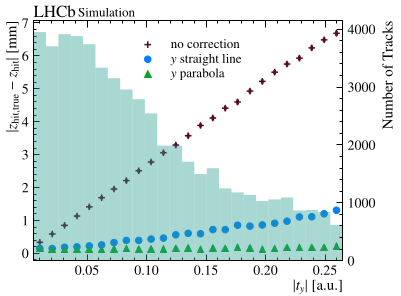 LHCb Simulation
no correction
y straight line
y parabola
|z_hit,true − z_hit| [mm]
7
6
5
4
3
2
1
0
Number of Tracks
4000
3000
2000
1000
0
0.05
0.10
0.15
0.20
0.25
|t_y| [a.u.]